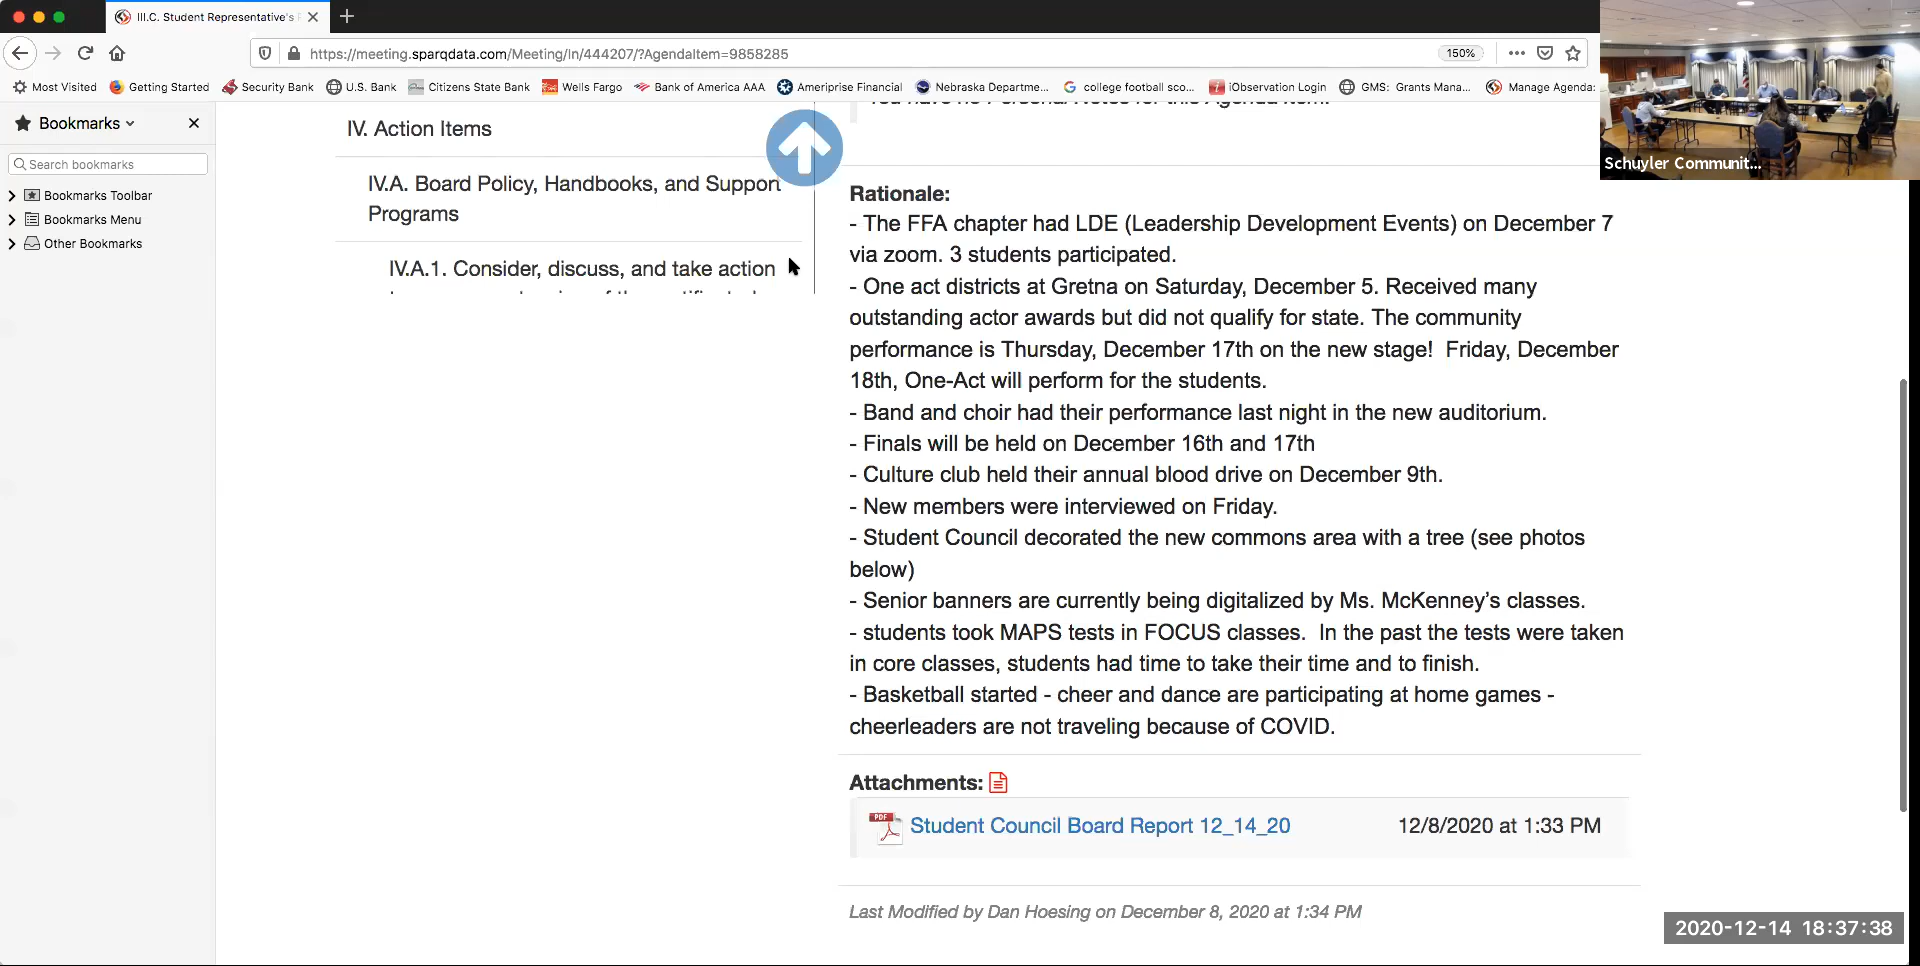 III.C. Student Representative's
https://meeting.sparqdata.com/Meeting/In/444207/?AgendaItem=9858285
150%
Most Visited
Getting Started
Security Bank
U.S. Bank
Citizens State Bank
Wells Fargo
Bank of America AAA
Ameriprise Financial
Nebraska Departme...
college football sco...
iObservation Login
GMS: Grants Mana...
Manage Agenda:
Schuyler Communit...
Bookmarks
Search bookmarks
Bookmarks Toolbar
Bookmarks Menu
Other Bookmarks
IV. Action Items
IV.A. Board Policy, Handbooks, and Support
Programs
IV.A.1. Consider, discuss, and take action
You have no Personal Notes for this Agenda Item.
Rationale:
- The FFA chapter had LDE (Leadership Development Events) on December 7
via zoom. 3 students participated.
- One act districts at Gretna on Saturday, December 5. Received many
outstanding actor awards but did not qualify for state. The community
performance is Thursday, December 17th on the new stage! Friday, December
18th, One-Act will perform for the students.
- Band and choir had their performance last night in the new auditorium.
- Finals will be held on December 16th and 17th
- Culture club held their annual blood drive on December 9th.
- New members were interviewed on Friday.
- Student Council decorated the new commons area with a tree (see photos
below)
- Senior banners are currently being digitalized by Ms. McKenney’s classes.
- students took MAPS tests in FOCUS classes. In the past the tests were taken
in core classes, students had time to take their time and to finish.
- Basketball started - cheer and dance are participating at home games -
cheerleaders are not traveling because of COVID.
Attachments:
PDF
Student Council Board Report 12_14_20
12/8/2020 at 1:33 PM
Last Modified by Dan Hoesing on December 8, 2020 at 1:34 PM
2020-12-14 18:37:38